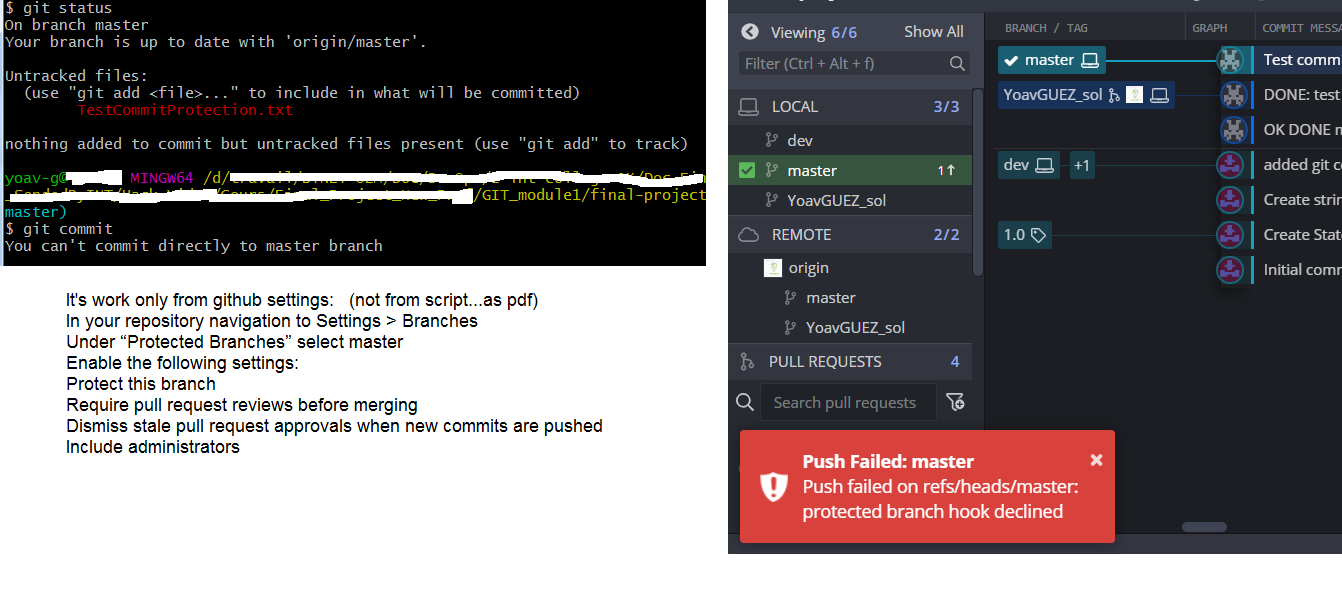 $ git status
On branch master
Your branch is up to date with 'origin/master'.
Untracked files:
(use "git add <file>..." to include in what will be committed)
TestCommitProtection.txt
nothing added to commit but untracked files present (use "git add" to track)
yoav-g@ MINGW64 /d/
/GIT_module1/final-project
master)
$ git commit
You can't commit directly to master branch
It's work only from github settings: (not from script...as pdf)
In your repository navigation to Settings > Branches
Under “Protected Branches” select master
Enable the following settings:
Protect this branch
Require pull request reviews before merging
Dismiss stale pull request approvals when new commits are pushed
Include administrators
Viewing 6/6 Show All
Filter (Ctrl + Alt + f)
LOCAL 3/3
dev
master 1↑
YoavGUEZ_sol
REMOTE 2/2
origin
master
YoavGUEZ_sol
PULL REQUESTS 4
Search pull requests
BRANCH / TAG GRAPH COMMIT MESSA
master Test comm
YoavGUEZ_sol DONE: test
OK DONE m
dev +1 added git co
Create strin
1.0 Create State
Initial comm
Push Failed: master
Push failed on refs/heads/master:
protected branch hook declined